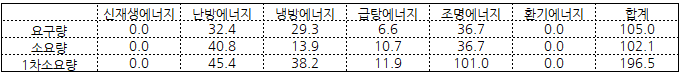 신재생에너지 난방에너지 냉방에너지 급탕에너지 조명에너지 환기에너지 합계
요구량 0.0 32.4 29.3 6.6 36.7 0.0 105.0
소요량 0.0 40.8 13.9 10.7 36.7 0.0 102.1
1차소요량 0.0 45.4 38.2 11.9 101.0 0.0 196.5